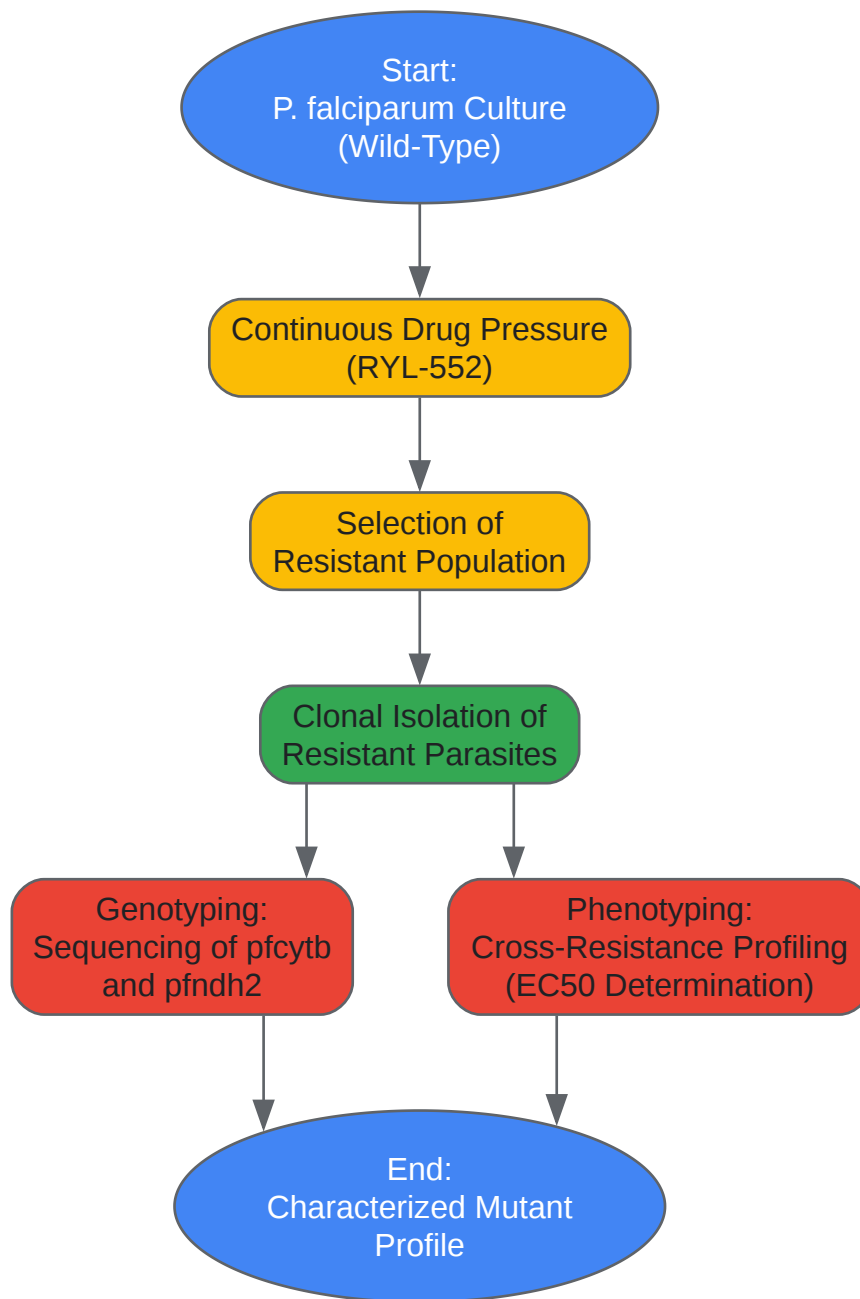 Start:
P. falciparum Culture
(Wild-Type)
Continuous Drug Pressure
(RYL-552)
Selection of
Resistant Population
Clonal Isolation of
Resistant Parasites
Genotyping:
Sequencing of pfcytb
and pfndh2
Phenotyping:
Cross-Resistance Profiling
(EC50 Determination)
End:
Characterized Mutant
Profile